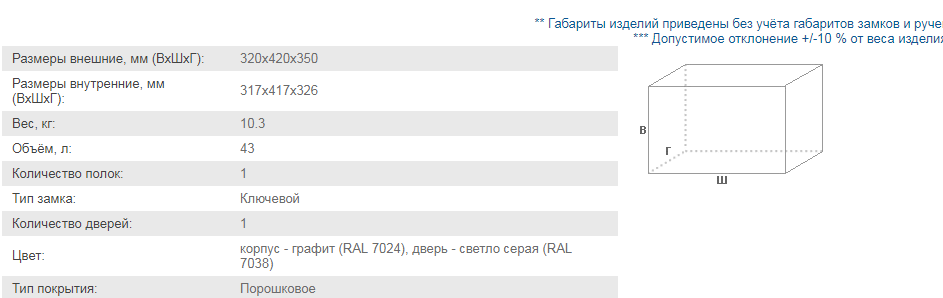 ** Габариты изделий приведены без учёта габаритов замков и ручек
*** Допустимое отклонение +/-10 % от веса изделия
Размеры внешние, мм (ВхШхГ): 320x420x350
Размеры внутренние, мм
(ВхШхГ): 317x417x326
Вес, кг: 10.3
Объём, л: 43
Количество полок: 1
Тип замка: Ключевой
Количество дверей: 1
Цвет: корпус - графит (RAL 7024), дверь - светло серая (RAL
7038)
Тип покрытия: Порошковое
В
Г
Ш